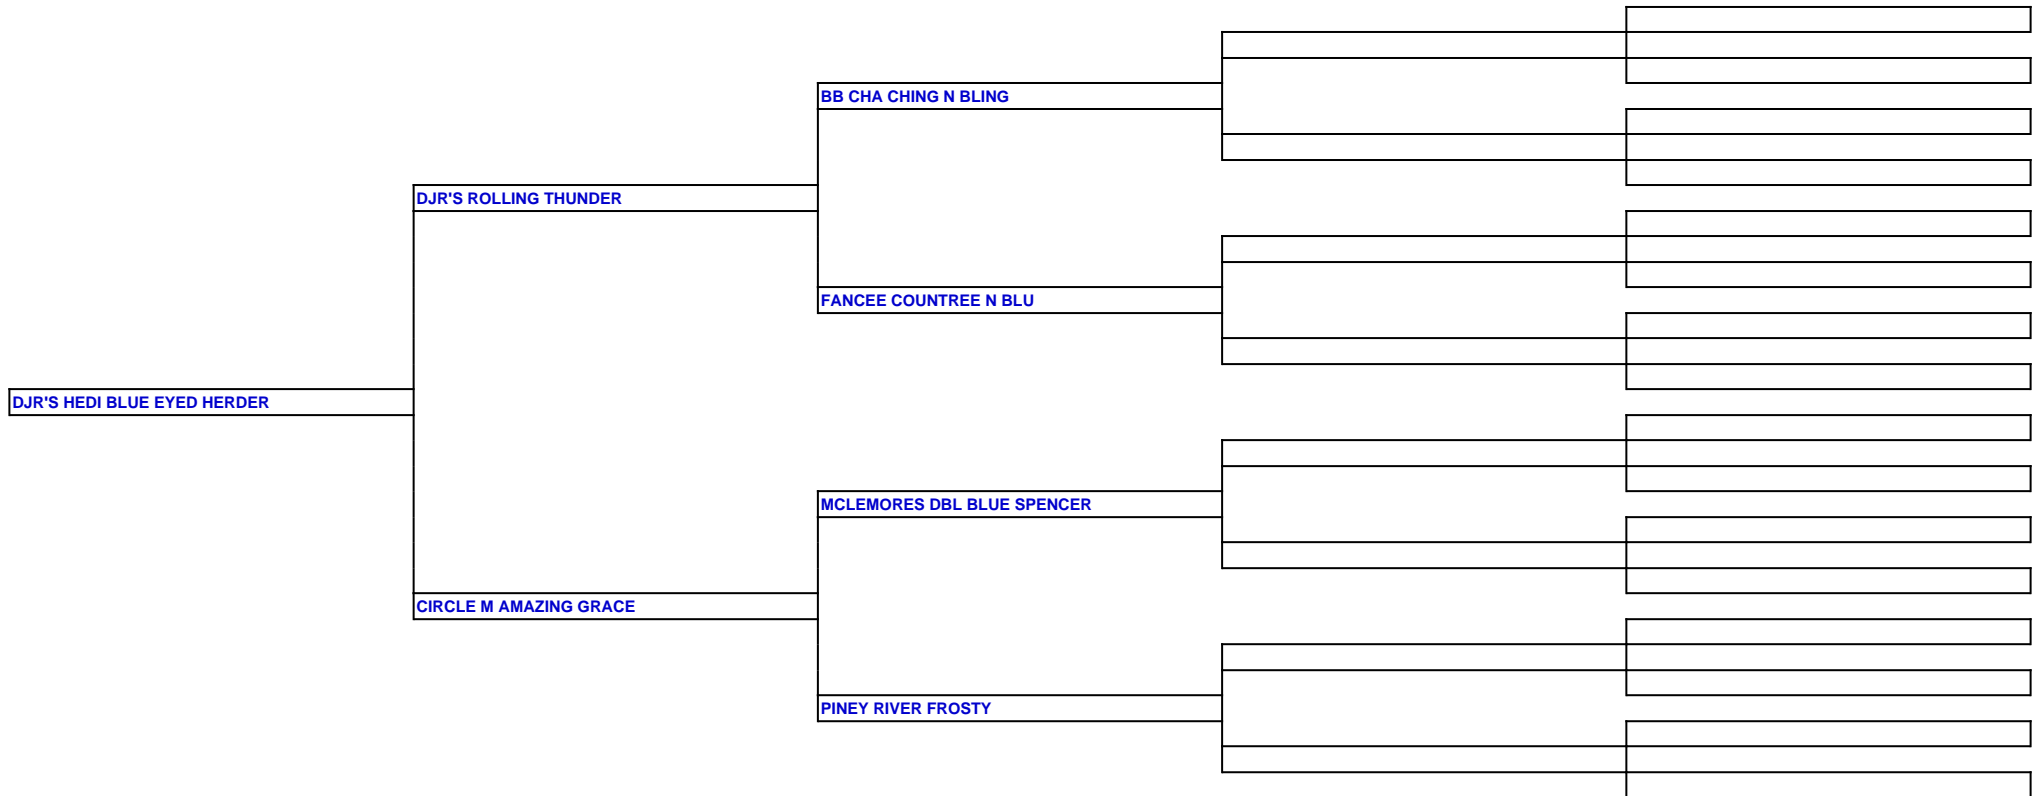 BB CHA CHING N BLING
DJR'S ROLLING THUNDER
FANCEE COUNTREE N BLU
DJR'S HEDI BLUE EYED HERDER
MCLEMORES DBL BLUE SPENCER
CIRCLE M AMAZING GRACE
PINEY RIVER FROSTY